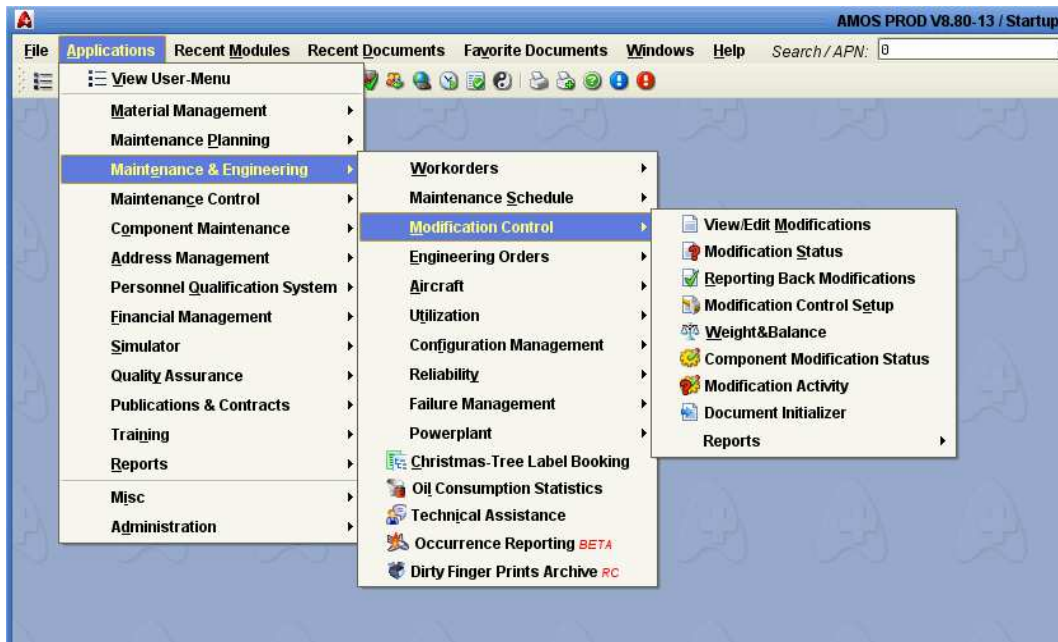 AMOS PROD V8.80-13 / Startup
File Applications Recent Modules Recent Documents Favorite Documents Windows Help Search / APN: 0
View User-Menu
Material Management
Maintenance Planning
Maintenance & Engineering
Maintenance Control
Component Maintenance
Address Management
Personnel Qualification System
Financial Management
Simulator
Quality Assurance
Publications & Contracts
Training
Reports
Misc
Administration
Workorders
Maintenance Schedule
Modification Control
Engineering Orders
Aircraft
Utilization
Configuration Management
Reliability
Failure Management
Powerplant
Christmas-Tree Label Booking
Oil Consumption Statistics
Technical Assistance
Occurrence Reporting BETA
Dirty Finger Prints Archive RC
View/Edit Modifications
Modification Status
Reporting Back Modifications
Modification Control Setup
Weight&Balance
Component Modification Status
Modification Activity
Document Initializer
Reports